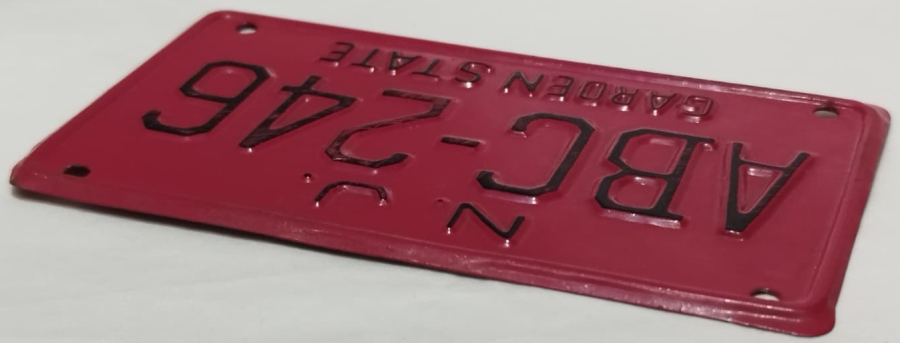 N.J.
ABC-246
GARDEN STATE